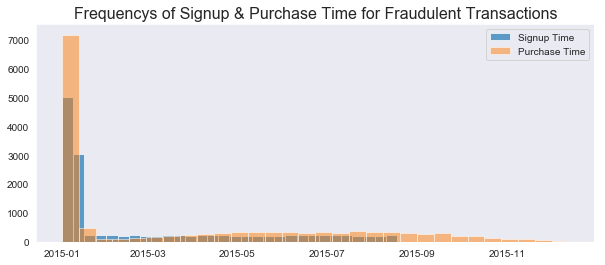 Frequencys of Signup & Purchase Time for Fraudulent Transactions
Signup Time
Purchase Time
7000
6000
5000
4000
3000
2000
1000
0
2015-01 2015-03 2015-05 2015-07 2015-09 2015-11